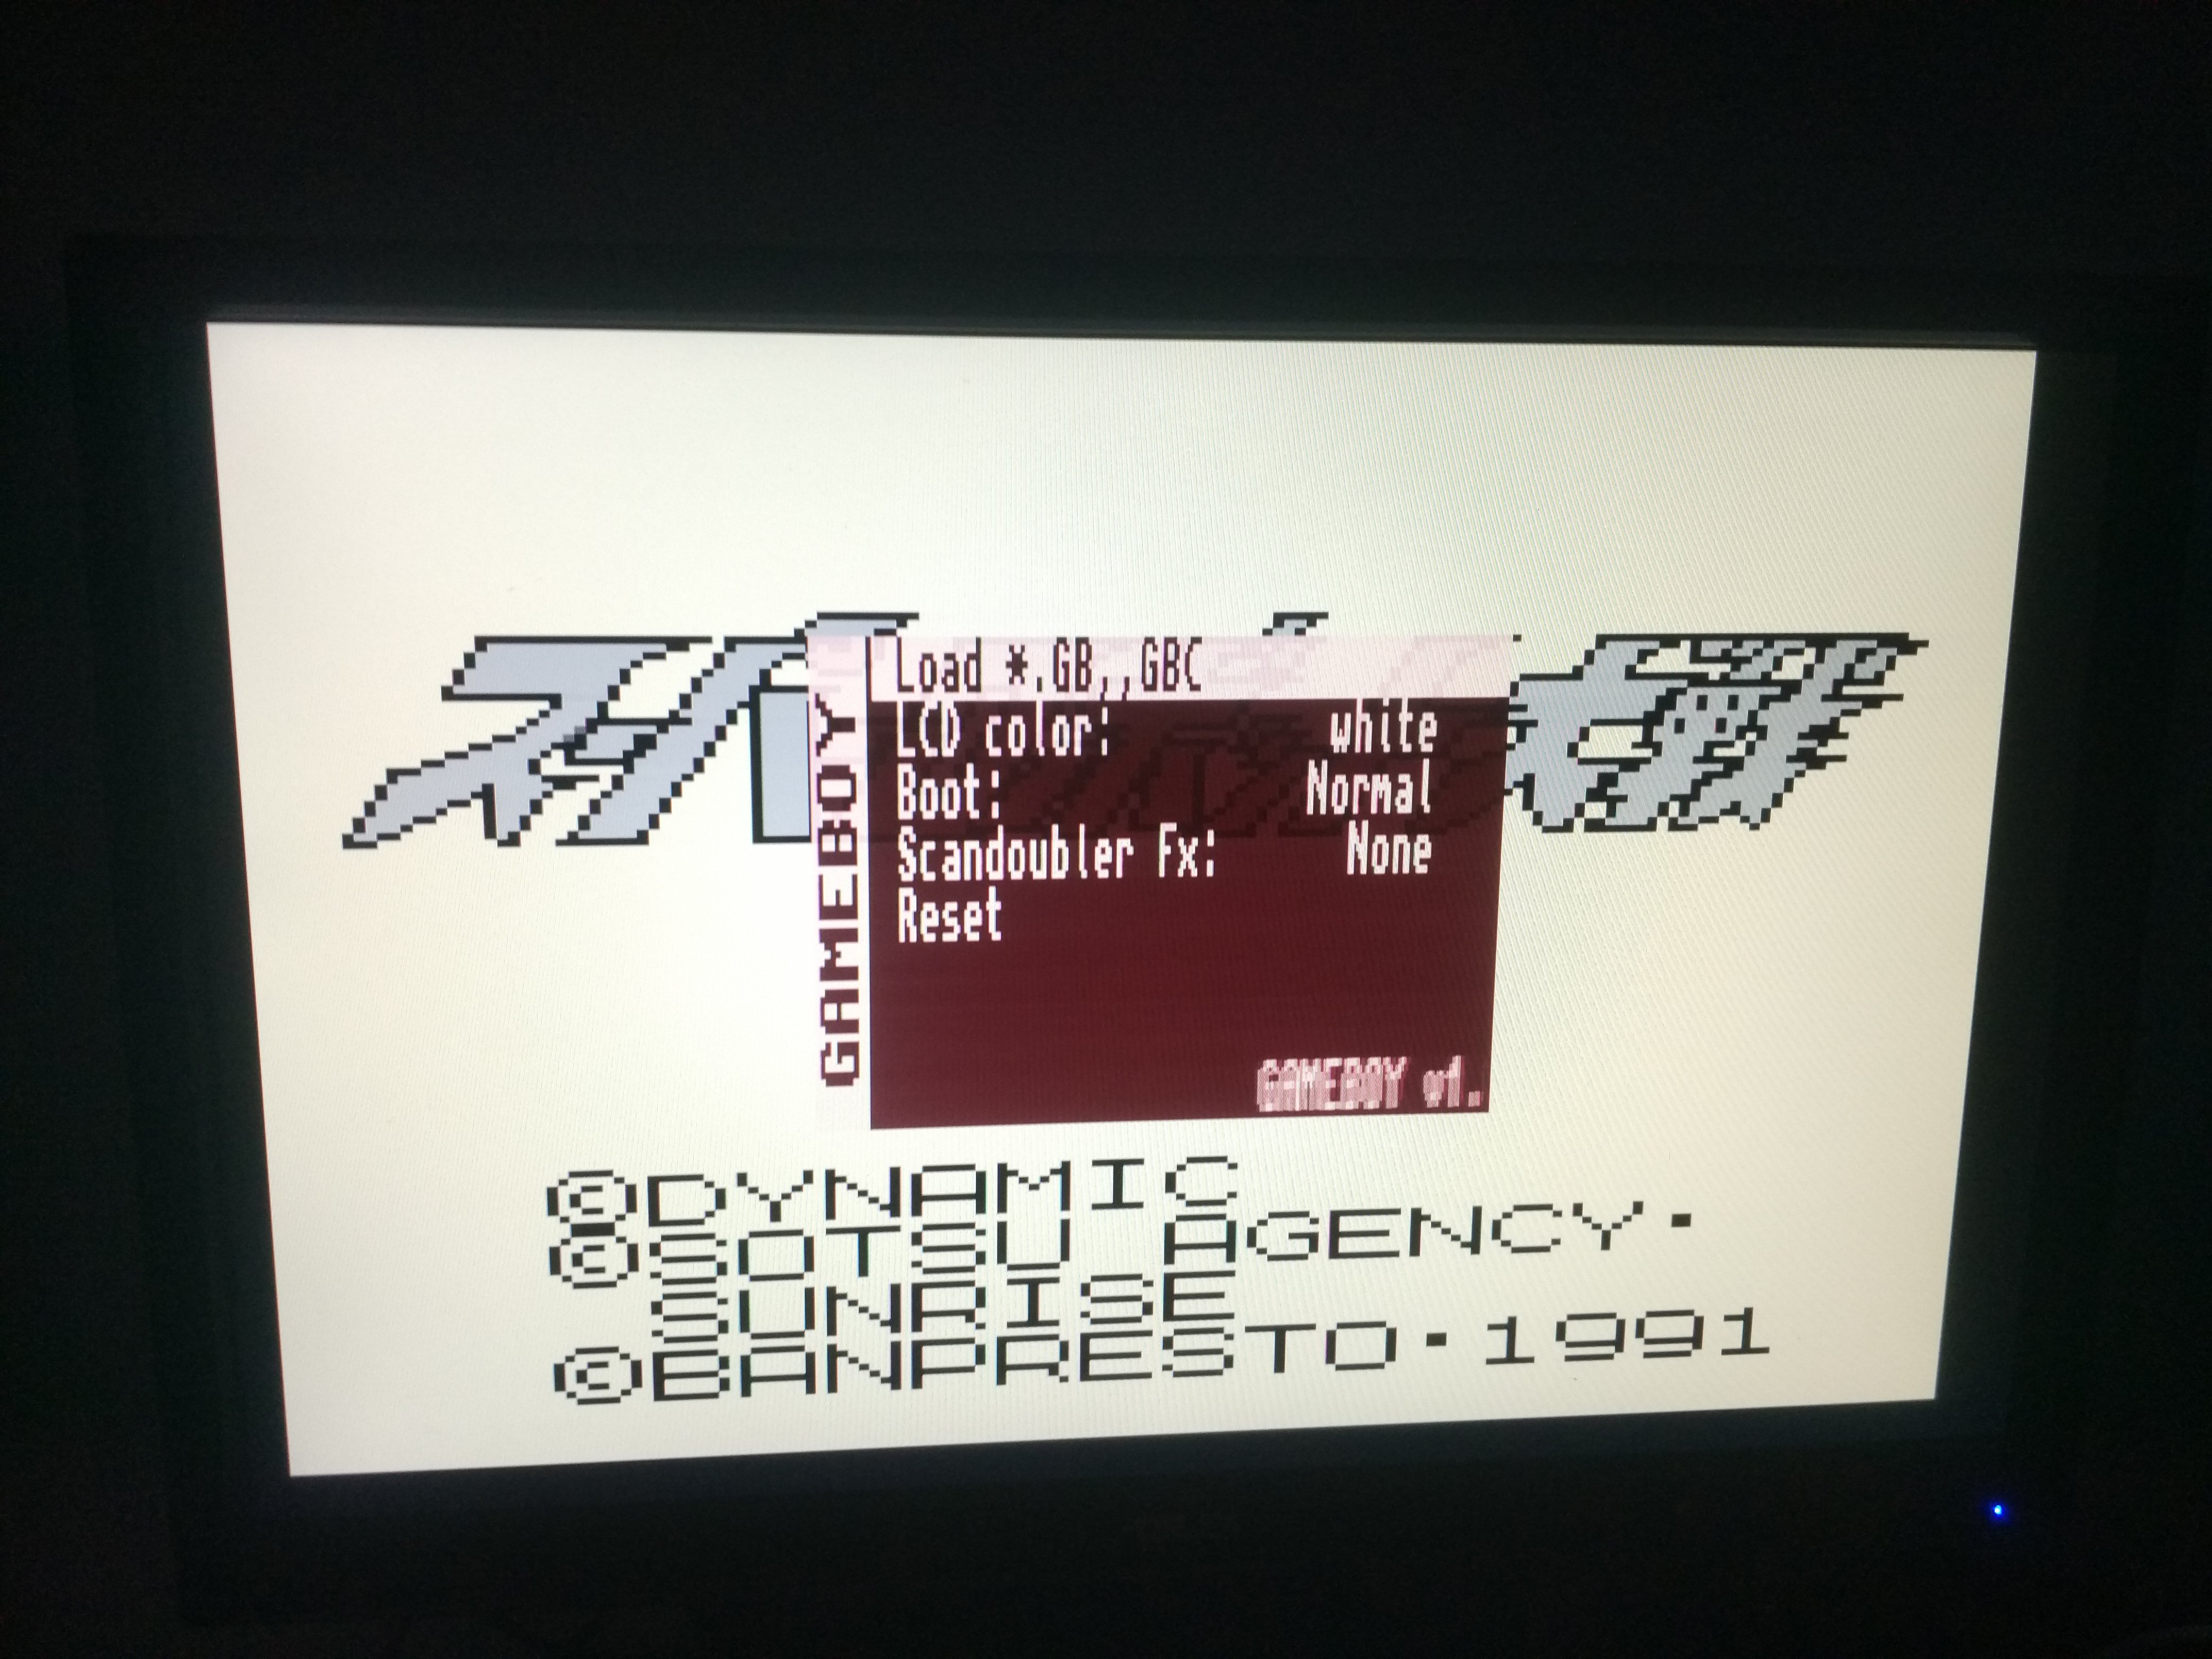 GAMEBOY
Load *.GB,,GBC
LCD color: white
Boot: Normal
Scandoubler Fx: None
Reset
GAMEBOY v1.
©DYNAMIC
©SOTSU AGENCY·
SUNRISE
©BANPRESTO·1991